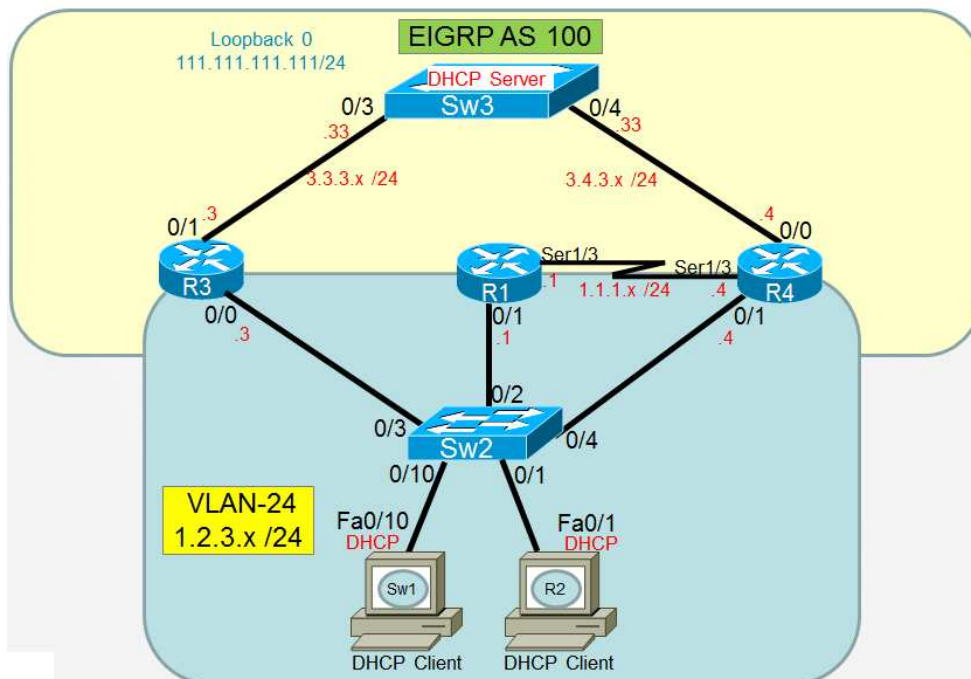 Loopback 0
111.111.111.111/24
EIGRP AS 100
DHCP Server
Sw3
0/3
0/4
.33
.33
3.3.3.x /24
3.4.3.x /24
.3
.4
0/1
0/0
R3
R1
R4
Ser1/3
Ser1/3
.1
1.1.1.x /24
.4
0/0
.3
0/1
.1
0/1
.4
0/2
0/3
0/4
Sw2
0/10
0/1
VLAN-24
1.2.3.x /24
Fa0/10
DHCP
Fa0/1
DHCP
Sw1
R2
DHCP Client
DHCP Client